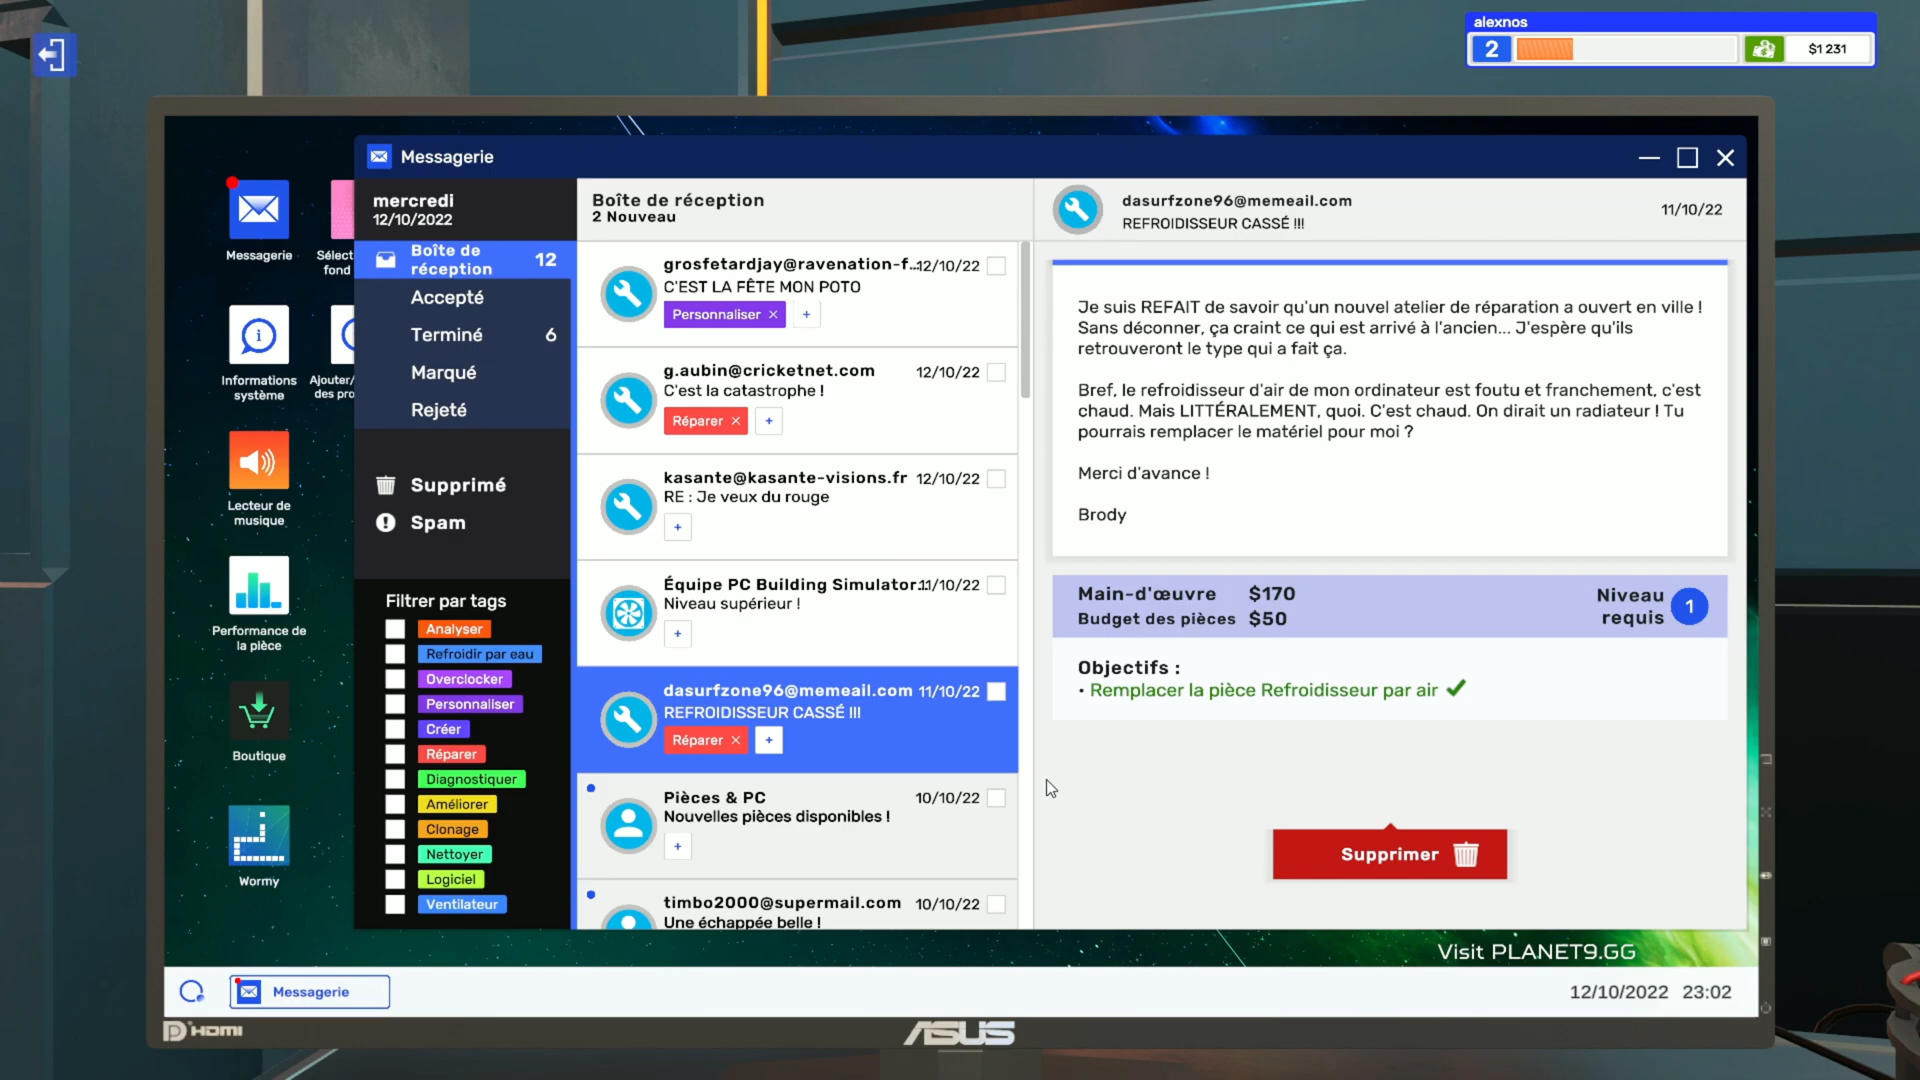 alexnos
2
$1 231
Messagerie
mercredi
12/10/2022
Boîte de réception
12
Accepté
Terminé
6
Marqué
Rejeté
Supprimé
Spam
Filtrer par tags
Analyser
Refroidir par eau
Overclocker
Personnaliser
Créer
Réparer
Diagnostiquer
Améliorer
Clonage
Nettoyer
Logiciel
Ventilateur
Messagerie
Sélect
fond
Informations
système
Ajouter/
des pro
Lecteur de
musique
Performance de
la pièce
Boutique
Wormy
Boîte de réception
2 Nouveau
grosfetardjay@ravenation-f... 12/10/22
C'EST LA FÊTE MON POTO
Personnaliser × +
g.aubin@cricketnet.com 12/10/22
C'est la catastrophe !
Réparer × +
kasante@kasante-visions.fr 12/10/22
RE : Je veux du rouge
+
Équipe PC Building Simulator... 11/10/22
Niveau supérieur !
+
dasurfzone96@memeail.com 11/10/22
REFROIDISSEUR CASSÉ !!!
Réparer × +
Pièces & PC 10/10/22
Nouvelles pièces disponibles !
+
timbo2000@supermail.com 10/10/22
Une échappée belle !
dasurfzone96@memeail.com
REFROIDISSEUR CASSÉ !!!
11/10/22
Je suis REFAIT de savoir qu'un nouvel atelier de réparation a ouvert en ville !
Sans déconner, ça craint ce qui est arrivé à l'ancien... J'espère qu'ils
retrouveront le type qui a fait ça.
Bref, le refroidisseur d'air de mon ordinateur est foutu et franchement, c'est
chaud. Mais LITTÉRALEMENT, quoi. C'est chaud. On dirait un radiateur ! Tu
pourrais remplacer le matériel pour moi ?
Merci d'avance !
Brody
Main-d'œuvre $170
Budget des pièces $50
Niveau
requis
1
Objectifs :
• Remplacer la pièce Refroidisseur par air ✔
Supprimer
Visit PLANET9.GG
Messagerie
12/10/2022 23:02
HDMI
ASUS